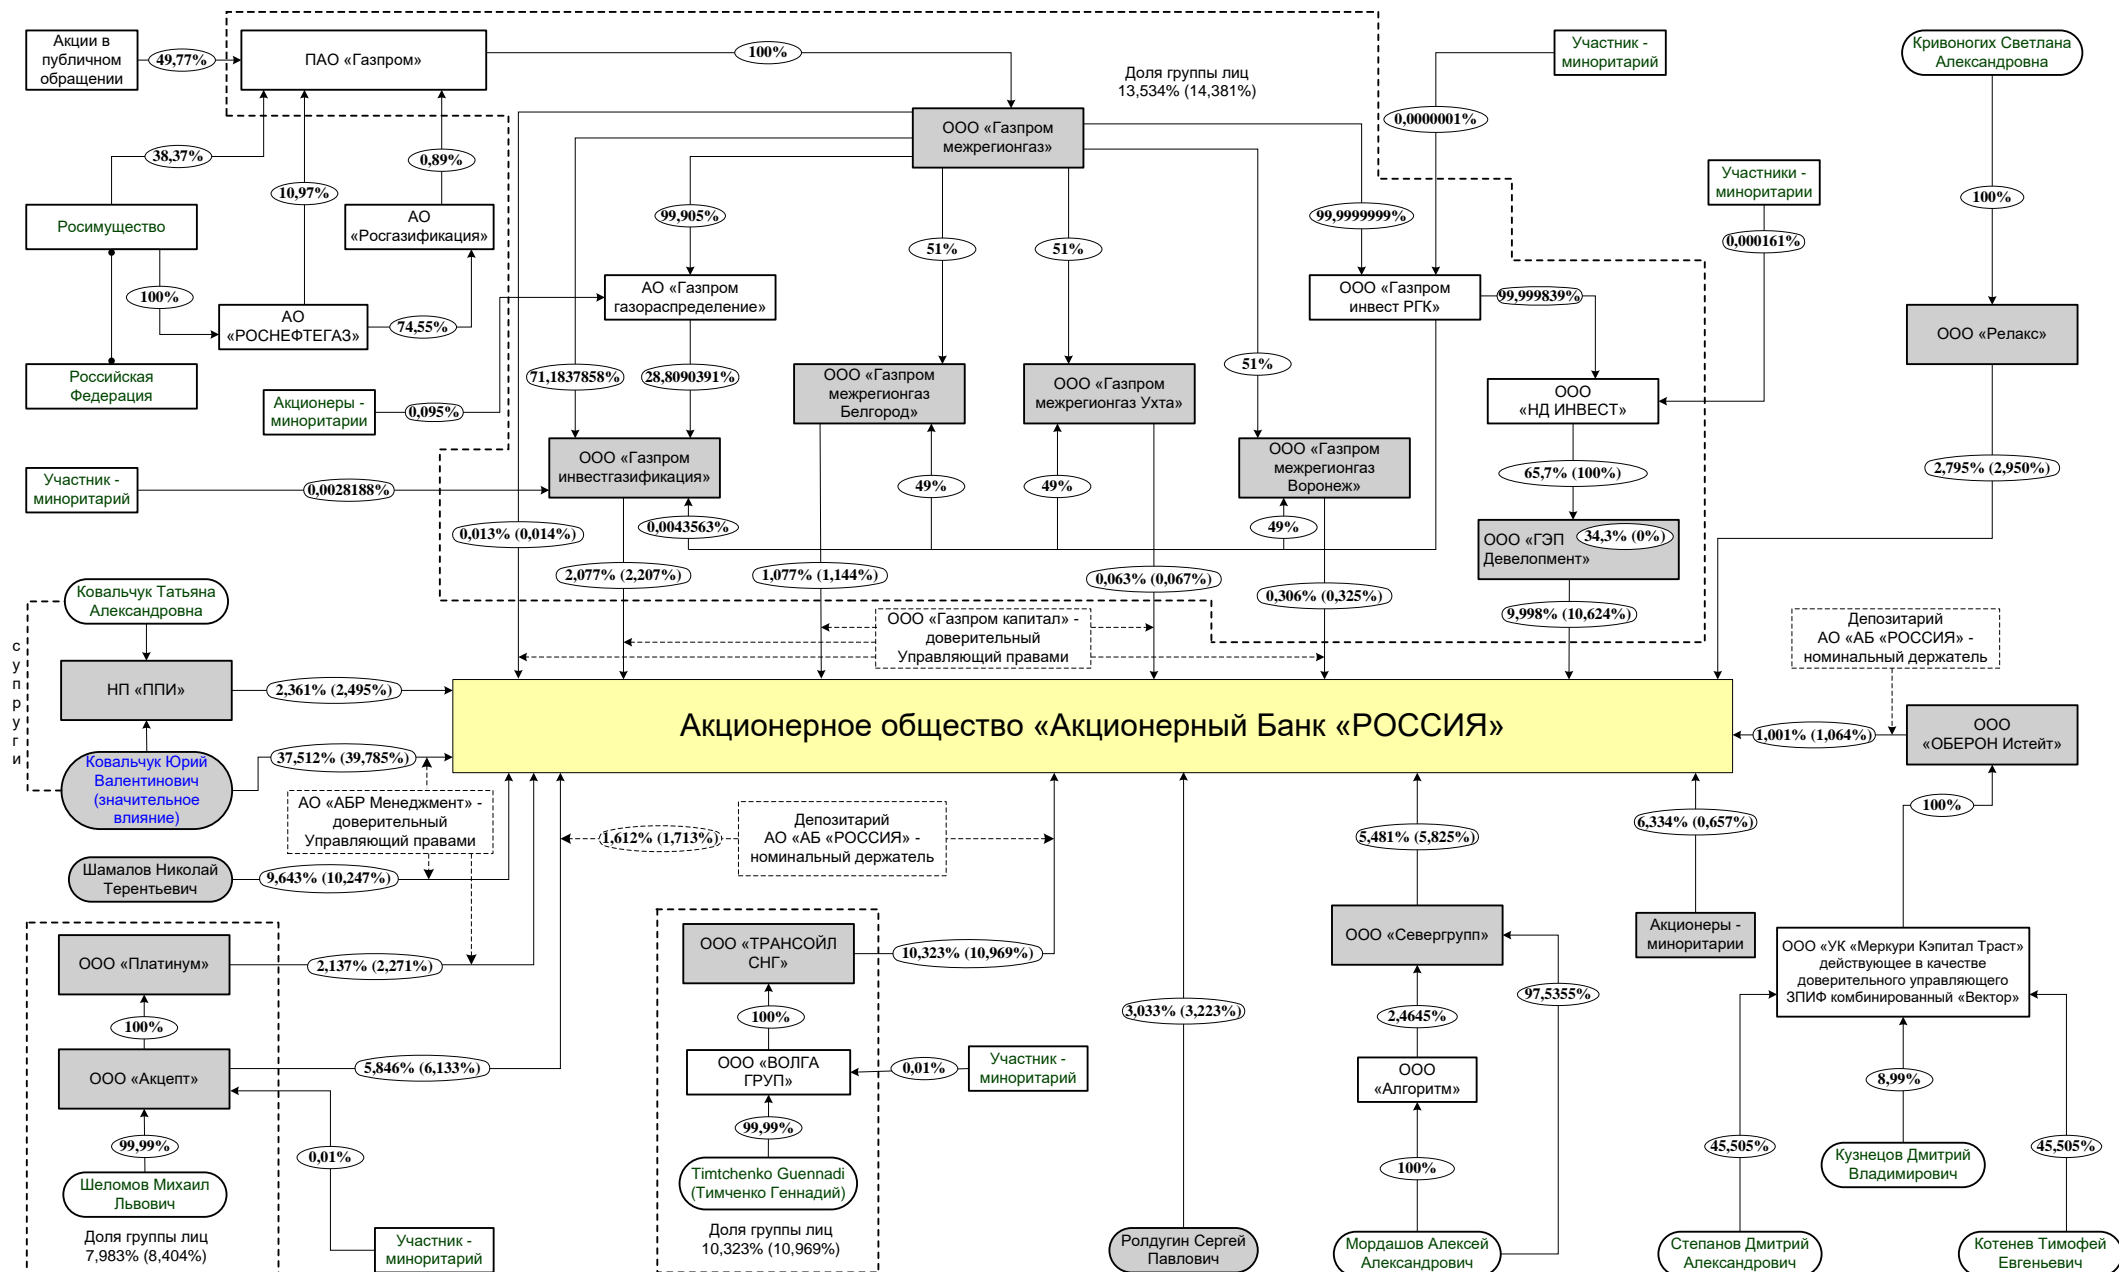 Акции в
публичном
обращении
49,77%
ПАО «Газпром»
100%
Доля группы лиц
13,534% (14,381%)
Участник -
миноритарий
Кривоногих Светлана
Александровна
38,37%
10,97%
0,89%
ООО «Газпром
межрегионгаз»
0,0000001%
Участники -
миноритарии
100%
Росимущество
АО
«Росгазификация»
99,905%
51%
51%
99,9999999%
0,000161%
100%
АО
«РОСНЕФТЕГАЗ»
74,55%
АО «Газпром
газораспределение»
ООО «Газпром
инвест РГК»
99,999839%
ООО «Релакс»
Российская
Федерация
Акционеры -
миноритарии
0,095%
71,1837858%
28,8090391%
ООО «Газпром
межрегионгаз
Белгород»
ООО «Газпром
межрегионгаз Ухта»
51%
ООО
«НД ИНВЕСТ»
Участник -
миноритарий
0,0028188%
ООО «Газпром
инвестгазификация»
49%
49%
ООО «Газпром
межрегионгаз
Воронеж»
65,7% (100%)
2,795% (2,950%)
0,013% (0,014%)
0,0043563%
49%
ООО «ГЭП
Девелопмент»
34,3% (0%)
2,077% (2,207%)
1,077% (1,144%)
0,063% (0,067%)
0,306% (0,325%)
9,998% (10,624%)
Ковальчук Татьяна
Александровна
супруги
ООО «Газпром капитал» -
доверительный
Управляющий правами
Депозитарий
АО «АБ «РОССИЯ» -
номинальный держатель
НП «ППИ»
2,361% (2,495%)
Акционерное общество «Акционерный Банк «РОССИЯ»
1,001% (1,064%)
ООО
«ОБЕРОН Истейт»
Ковальчук Юрий
Валентинович
(значительное
влияние)
37,512% (39,785%)
АО «АБР Менеджмент» -
доверительный
Управляющий правами
1,612% (1,713%)
Депозитарий
АО «АБ «РОССИЯ» -
номинальный держатель
5,481% (5,825%)
6,334% (0,657%)
100%
Шамалов Николай
Терентьевич
9,643% (10,247%)
ООО «Платинум»
2,137% (2,271%)
ООО «ТРАНСОЙЛ
СНГ»
10,323% (10,969%)
ООО «Севергрупп»
Акционеры -
миноритарии
ООО «УК «Меркури Кэпитал Траст»
действующее в качестве
доверительного управляющего
ЗПИФ комбинированный «Вектор»
100%
100%
3,033% (3,223%)
2,4645%
97,5355%
ООО «Акцепт»
5,846% (6,133%)
ООО «ВОЛГА
ГРУП»
0,01%
Участник -
миноритарий
ООО
«Алгоритм»
8,99%
99,99%
0,01%
99,99%
100%
45,505%
45,505%
Шеломов Михаил
Львович
Timtchenko Guennadi
(Тимченко Геннадий)
Кузнецов Дмитрий
Владимирович
Доля группы лиц
7,983% (8,404%)
Участник -
миноритарий
Доля группы лиц
10,323% (10,969%)
Ролдугин Сергей
Павлович
Мордашов Алексей
Александрович
Степанов Дмитрий
Александрович
Котенев Тимофей
Евгеньевич